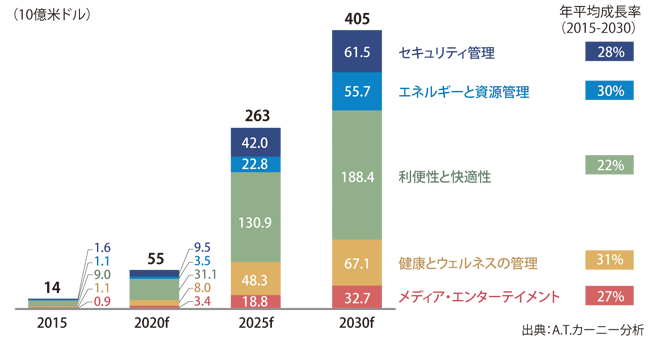 （10億米ドル）
年平均成長率
（2015-2030）
405
61.5 セキュリティ管理 28%
55.7 エネルギーと資源管理 30%
263
42.0
22.8
188.4 利便性と快適性 22%
130.9
55
14
1.6 9.5
1.1 3.5
9.0 31.1
1.1 8.0
0.9 3.4
48.3 67.1 健康とウェルネスの管理 31%
18.8 32.7 メディア・エンターテイメント 27%
2015 2020f 2025f 2030f
出典：A.T.カーニー分析